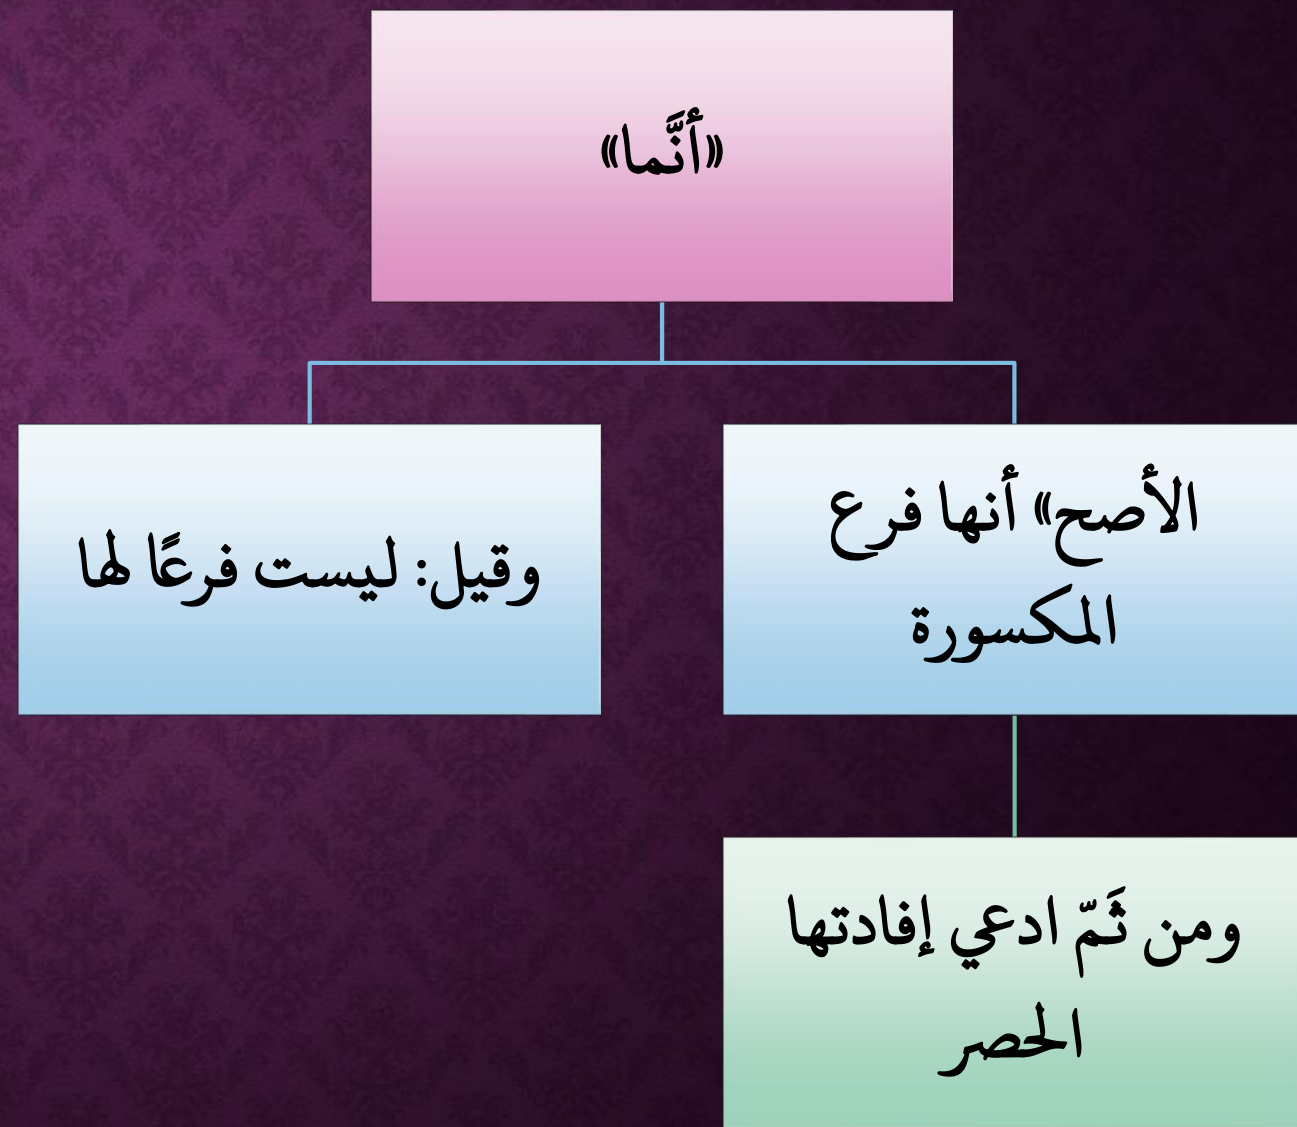 «أنَّما»
الأصح» أنها فرع
المكسورة
وقيل: ليست فرعًا لها
ومن ثَمّ ادعي إفادتها
الحصر